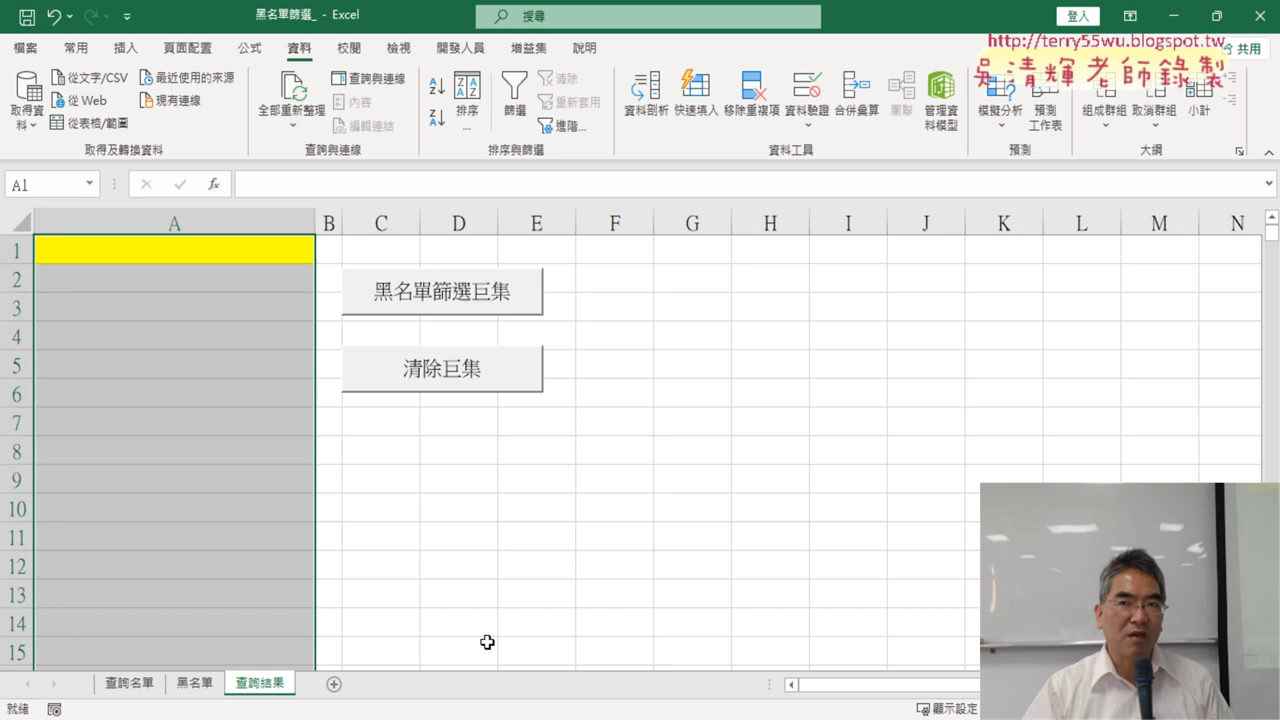 黑名單篩選_ - Excel
搜尋
登入
檔案 常用 插入 頁面配置 公式 資料 校閱 檢視 開發人員 增益集 說明
共用
http://terry55wu.blogspot.tw
吳清輝老師錄製
取得資料
從文字/CSV
從 Web
從表格/範圍
最近使用的來源
現有連線
取得及轉換資料
全部重新整理
查詢與連線
內容
編輯連結
查詢與連線
排序...
篩選
清除
重新套用
進階...
排序與篩選
資料剖析 快速填入 移除重複項 資料驗證 合併彙算 關聯 管理資料模型
資料工具
模擬分析 預測工作表
預測
組成群組 取消群組 小計
大綱
A1
fx
A B C D E F G H I J K L M N
1
2
3
4
5
6
7
8
9
10
11
12
13
14
15
黑名單篩選巨集
清除巨集
查詢名單 黑名單 查詢結果
就緒
顯示設定